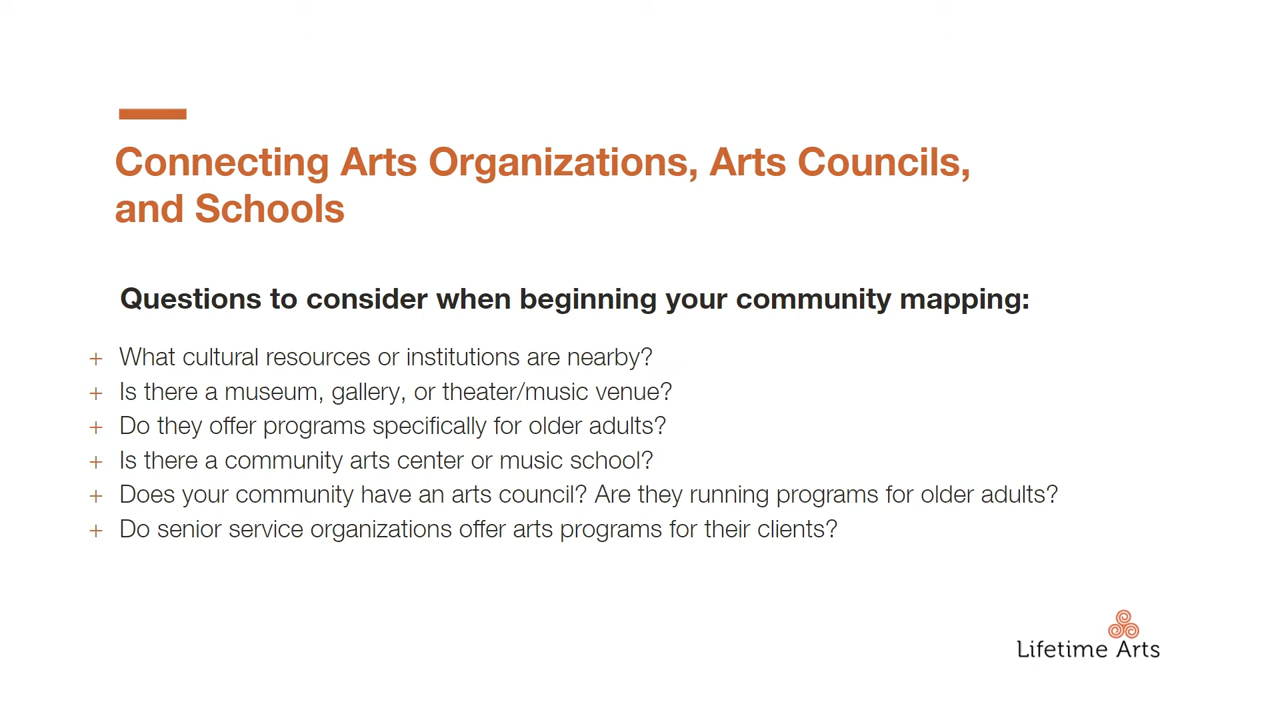 Connecting Arts Organizations, Arts Councils,
and Schools
Questions to consider when beginning your community mapping:
+ What cultural resources or institutions are nearby?
+ Is there a museum, gallery, or theater/music venue?
+ Do they offer programs specifically for older adults?
+ Is there a community arts center or music school?
+ Does your community have an arts council? Are they running programs for older adults?
+ Do senior service organizations offer arts programs for their clients?
Lifetime Arts